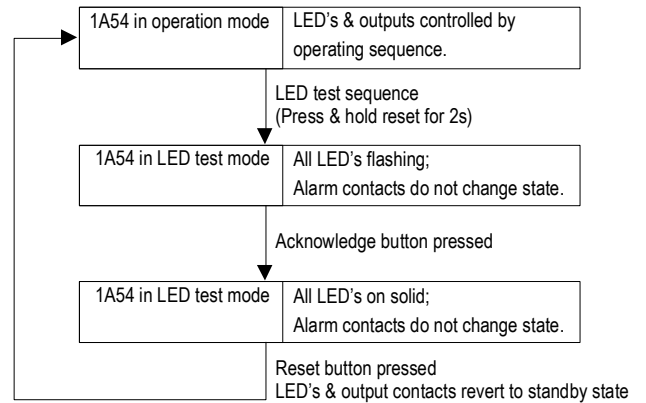 1A54 in operation mode
LED's & outputs controlled by
operating sequence.
LED test sequence
(Press & hold reset for 2s)
1A54 in LED test mode
All LED's flashing;
Alarm contacts do not change state.
Acknowledge button pressed
1A54 in LED test mode
All LED's on solid;
Alarm contacts do not change state.
Reset button pressed
LED's & output contacts revert to standby state